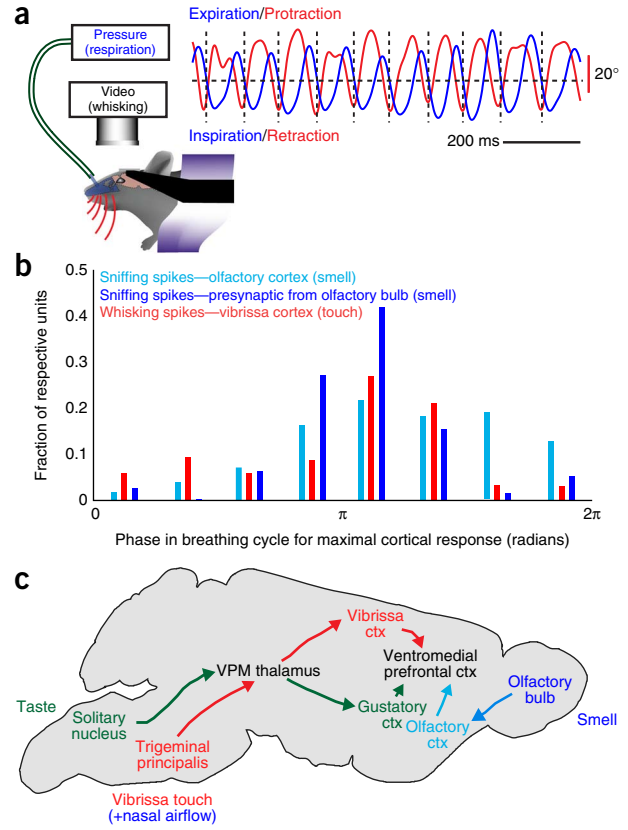 a
Pressure
(respiration)
Video
(whisking)
Expiration/Protraction
20°
Inspiration/Retraction
200 ms
b
0.5
0.4
0.3
0.2
0.1
0
Fraction of respective units
Sniffing spikes—olfactory cortex (smell)
Sniffing spikes—presynaptic from olfactory bulb (smell)
Whisking spikes—vibrissa cortex (touch)
0
π
2π
Phase in breathing cycle for maximal cortical response (radians)
c
Vibrissa
ctx
VPM thalamus
Ventromedial
prefrontal ctx
Taste
Solitary
nucleus
Gustatory
ctx
Olfactory
ctx
Olfactory
bulb
Smell
Trigeminal
principalis
Vibrissa touch
(+nasal airflow)